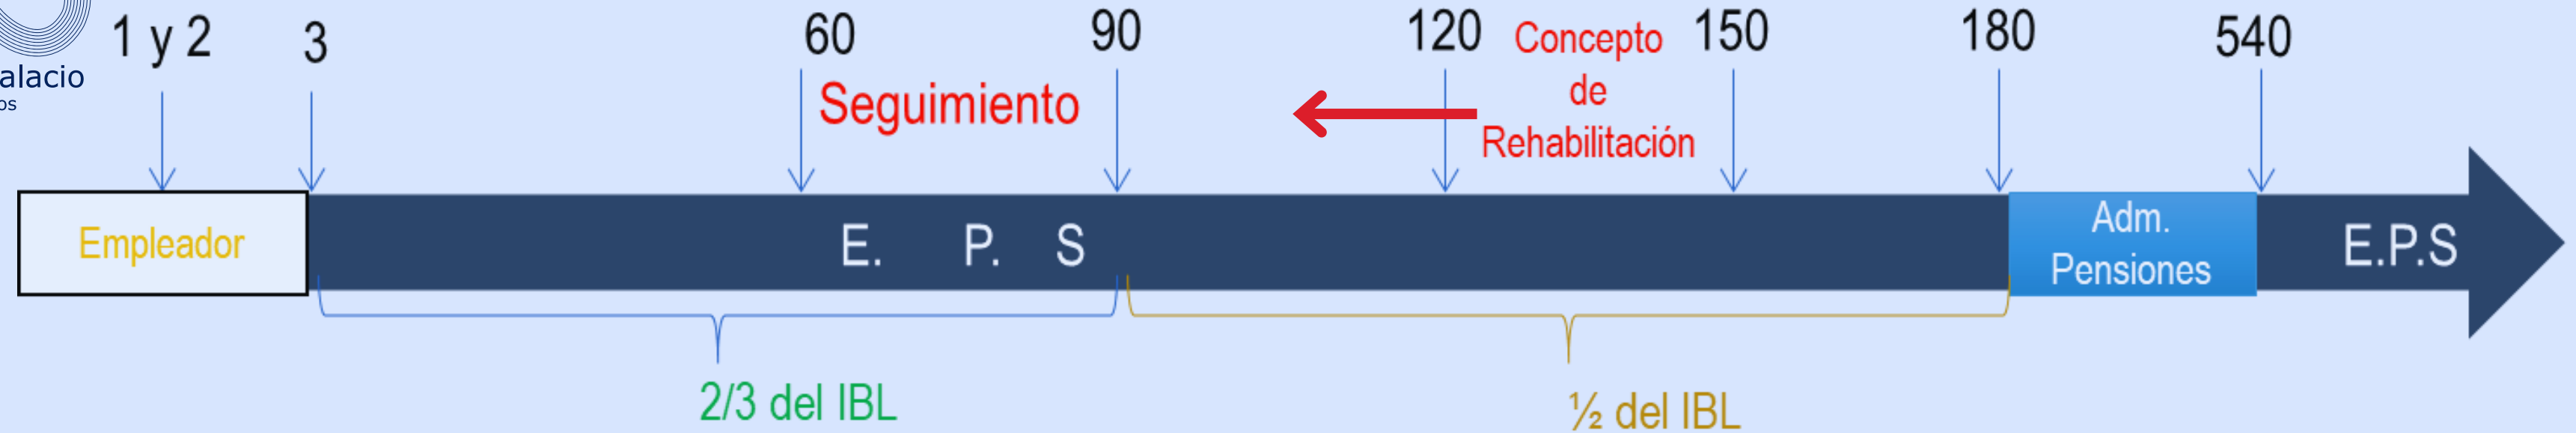 1 y 2
3
60
90
120
150
180
540
alacio
os
Seguimiento
Concepto
de
Rehabilitación
Empleador
E. P. S
Adm.
Pensiones
E.P.S
2/3 del IBL
½ del IBL